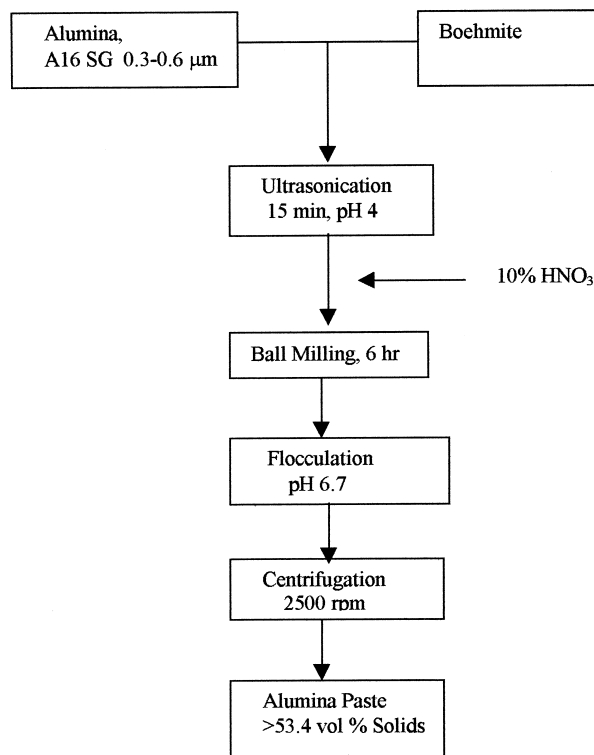 Alumina,
A16 SG 0.3-0.6 µm
Boehmite
Ultrasonication
15 min, pH 4
10% HNO₃
Ball Milling, 6 hr
Flocculation
pH 6.7
Centrifugation
2500 rpm
Alumina Paste
>53.4 vol % Solids